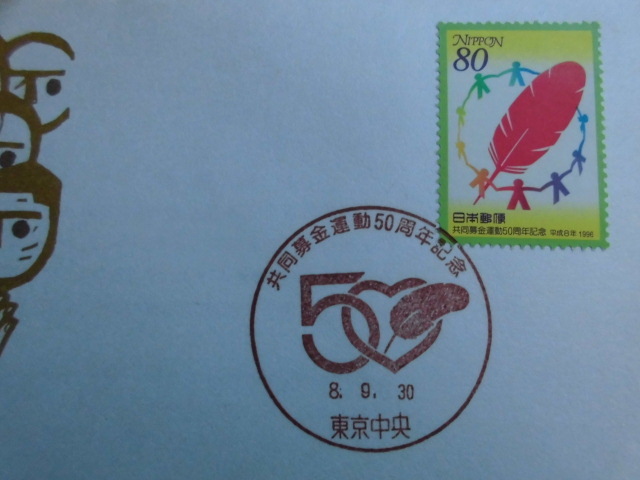 NIPPON
80
日本郵便
共同募金運動50周年記念 平成8年 1996
共同募金運動50周年記念
50
8. 9. 30
東京中央